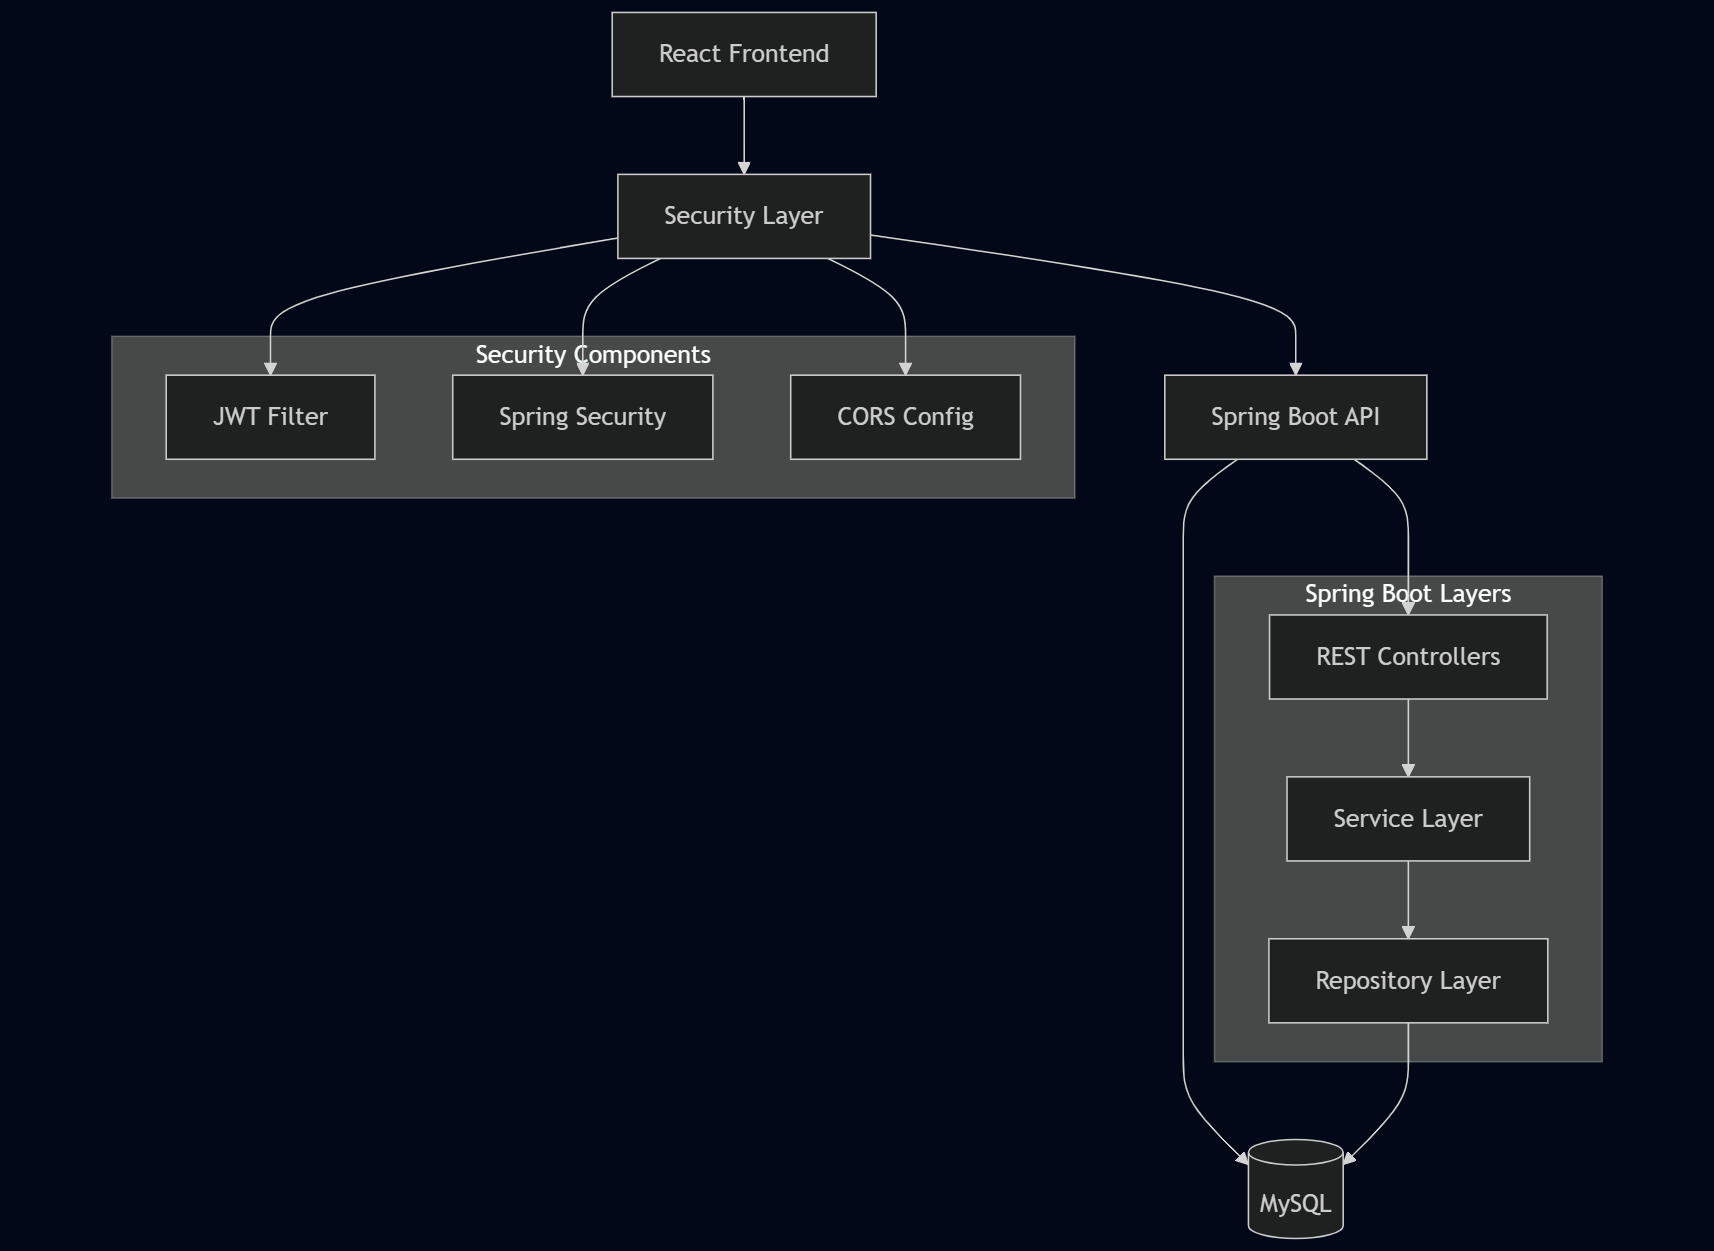 React Frontend
Security Layer
Security Components
JWT Filter
Spring Security
CORS Config
Spring Boot API
Spring Boot Layers
REST Controllers
Service Layer
Repository Layer
MySQL